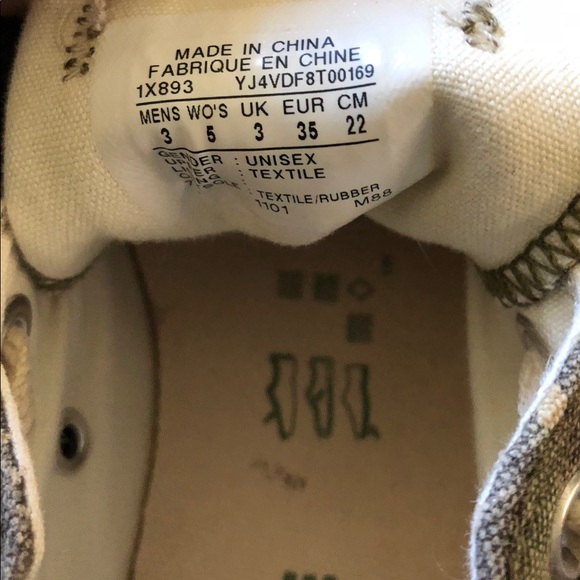 MADE IN CHINA
FABRIQUE EN CHINE
1X893 YJ4VDF8T00169
MENS WO'S UK EUR CM
3 5 3 35 22
: UNISEX
: TEXTILE
: TEXTILE/RUBBER
1101 M88